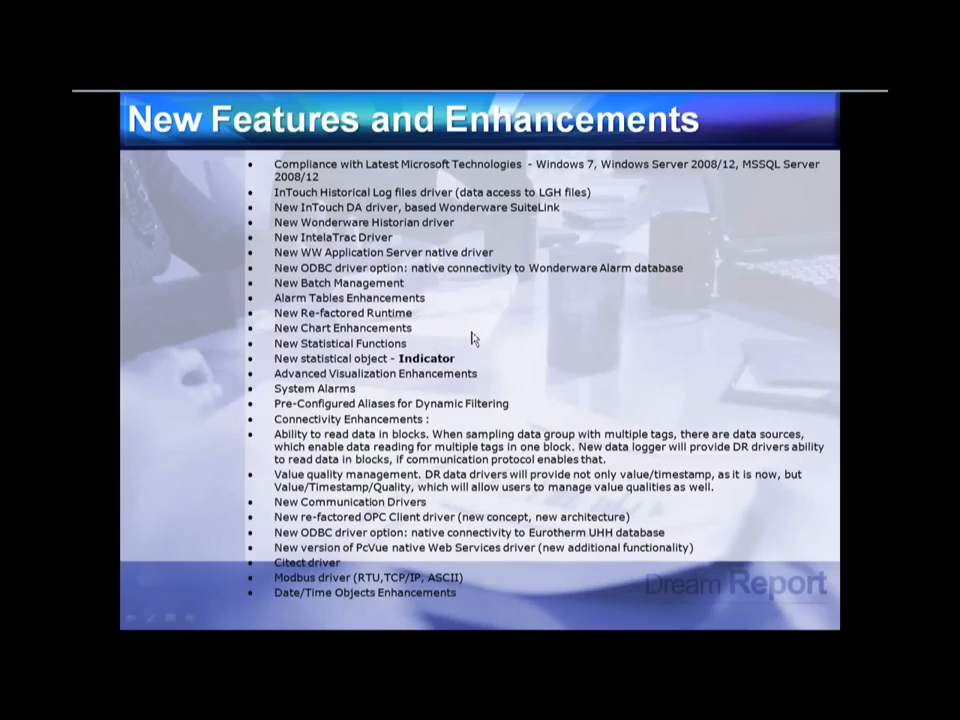 New Features and Enhancements
• Compliance with Latest Microsoft Technologies - Windows 7, Windows Server 2008/12, MSSQL Server
2008/12
• InTouch Historical Log files driver (data access to LGH files)
• New InTouch DA driver, based Wonderware SuiteLink
• New Wonderware Historian driver
• New IntelaTrac Driver
• New WW Application Server native driver
• New ODBC driver option: native connectivity to Wonderware Alarm database
• New Batch Management
• Alarm Tables Enhancements
• New Re-factored Runtime
• New Chart Enhancements
• New Statistical Functions
• New statistical object - Indicator
• Advanced Visualization Enhancements
• System Alarms
• Pre-Configured Aliases for Dynamic Filtering
• Connectivity Enhancements :
• Ability to read data in blocks. When sampling data group with multiple tags, there are data sources,
which enable data reading for multiple tags in one block. New data logger will provide DR drivers ability
to read data in blocks, if communication protocol enables that.
• Value quality management. DR data drivers will provide not only value/timestamp, as it is now, but
Value/Timestamp/Quality, which will allow users to manage value qualities as well.
• New Communication Drivers
• New re-factored OPC Client driver (new concept, new architecture)
• New ODBC driver option: native connectivity to Eurotherm UHH database
• New version of PcVue native Web Services driver (new additional functionality)
• Citect driver
• Modbus driver (RTU,TCP/IP, ASCII)
• Date/Time Objects Enhancements
Dream Report